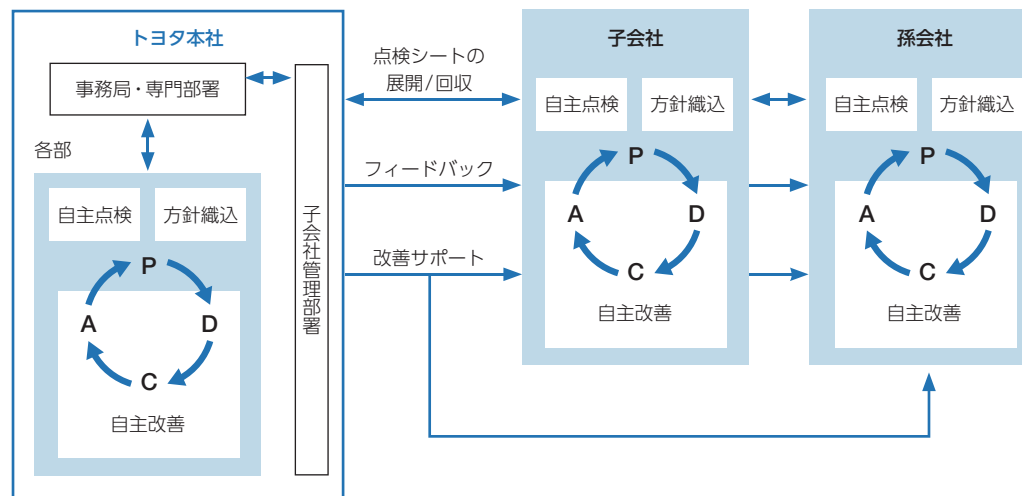 トヨタ本社
事務局・専門部署
各部
自主点検
方針織込
P
D
C
A
自主改善
子会社管理部署
点検シートの
展開/回収
フィードバック
改善サポート
子会社
自主点検
方針織込
P
D
C
A
自主改善
孫会社
自主点検
方針織込
P
D
C
A
自主改善